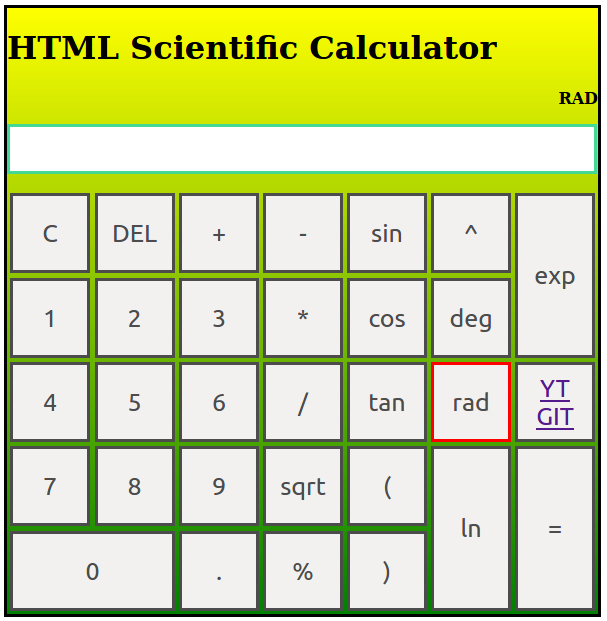 HTML Scientific Calculator
RAD
C DEL + - sin ^ exp
1 2 3 * cos deg
4 5 6 / tan rad YT
GIT
7 8 9 sqrt ( ln =
0 . % )